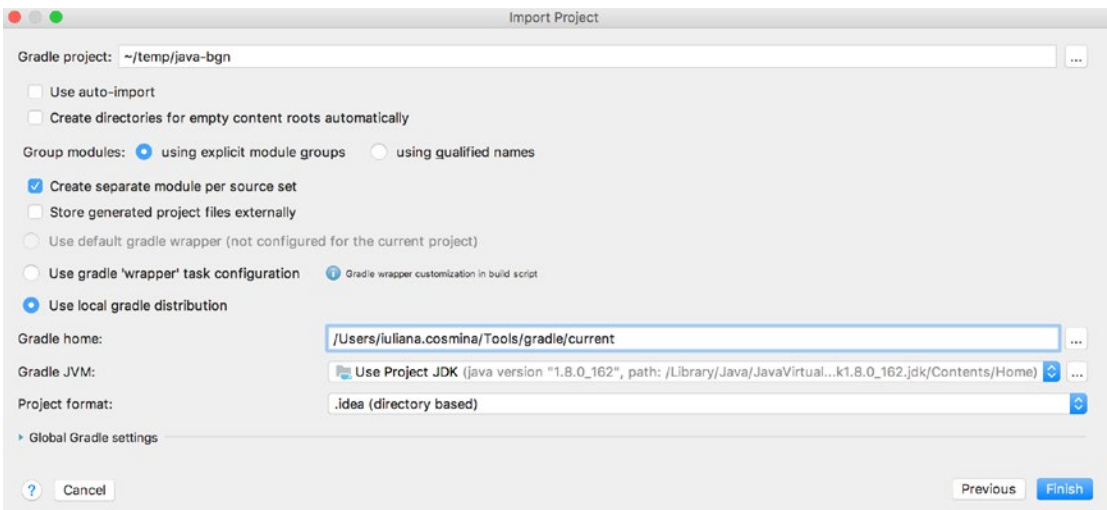 Import Project
Gradle project: ~/temp/java-bgn ...
Use auto-import
Create directories for empty content roots automatically
Group modules: using explicit module groups using qualified names
Create separate module per source set
Store generated project files externally
Use default gradle wrapper (not configured for the current project)
Use gradle 'wrapper' task configuration Gradle wrapper customization in build script
Use local gradle distribution
Gradle home: /Users/iuliana.cosmina/Tools/gradle/current ...
Gradle JVM: Use Project JDK (java version "1.8.0_162", path: /Library/Java/JavaVirtual...k1.8.0_162.jdk/Contents/Home) ...
Project format: .idea (directory based)
Global Gradle settings
? Cancel Previous Finish